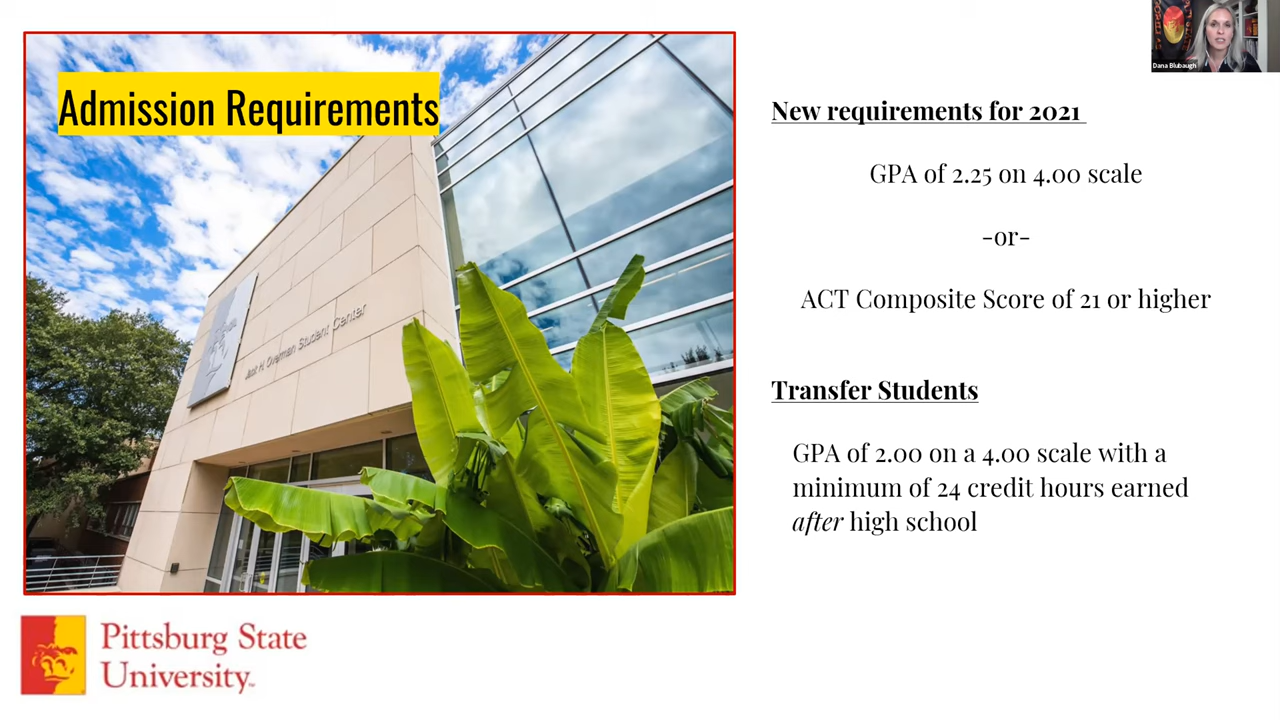 Dana Blubaugh
Admission Requirements
New requirements for 2021
GPA of 2.25 on 4.00 scale
-or-
ACT Composite Score of 21 or higher
Jack H. Overman Student Center
Transfer Students
GPA of 2.00 on a 4.00 scale with a
minimum of 24 credit hours earned
after high school
Pittsburg State
University™